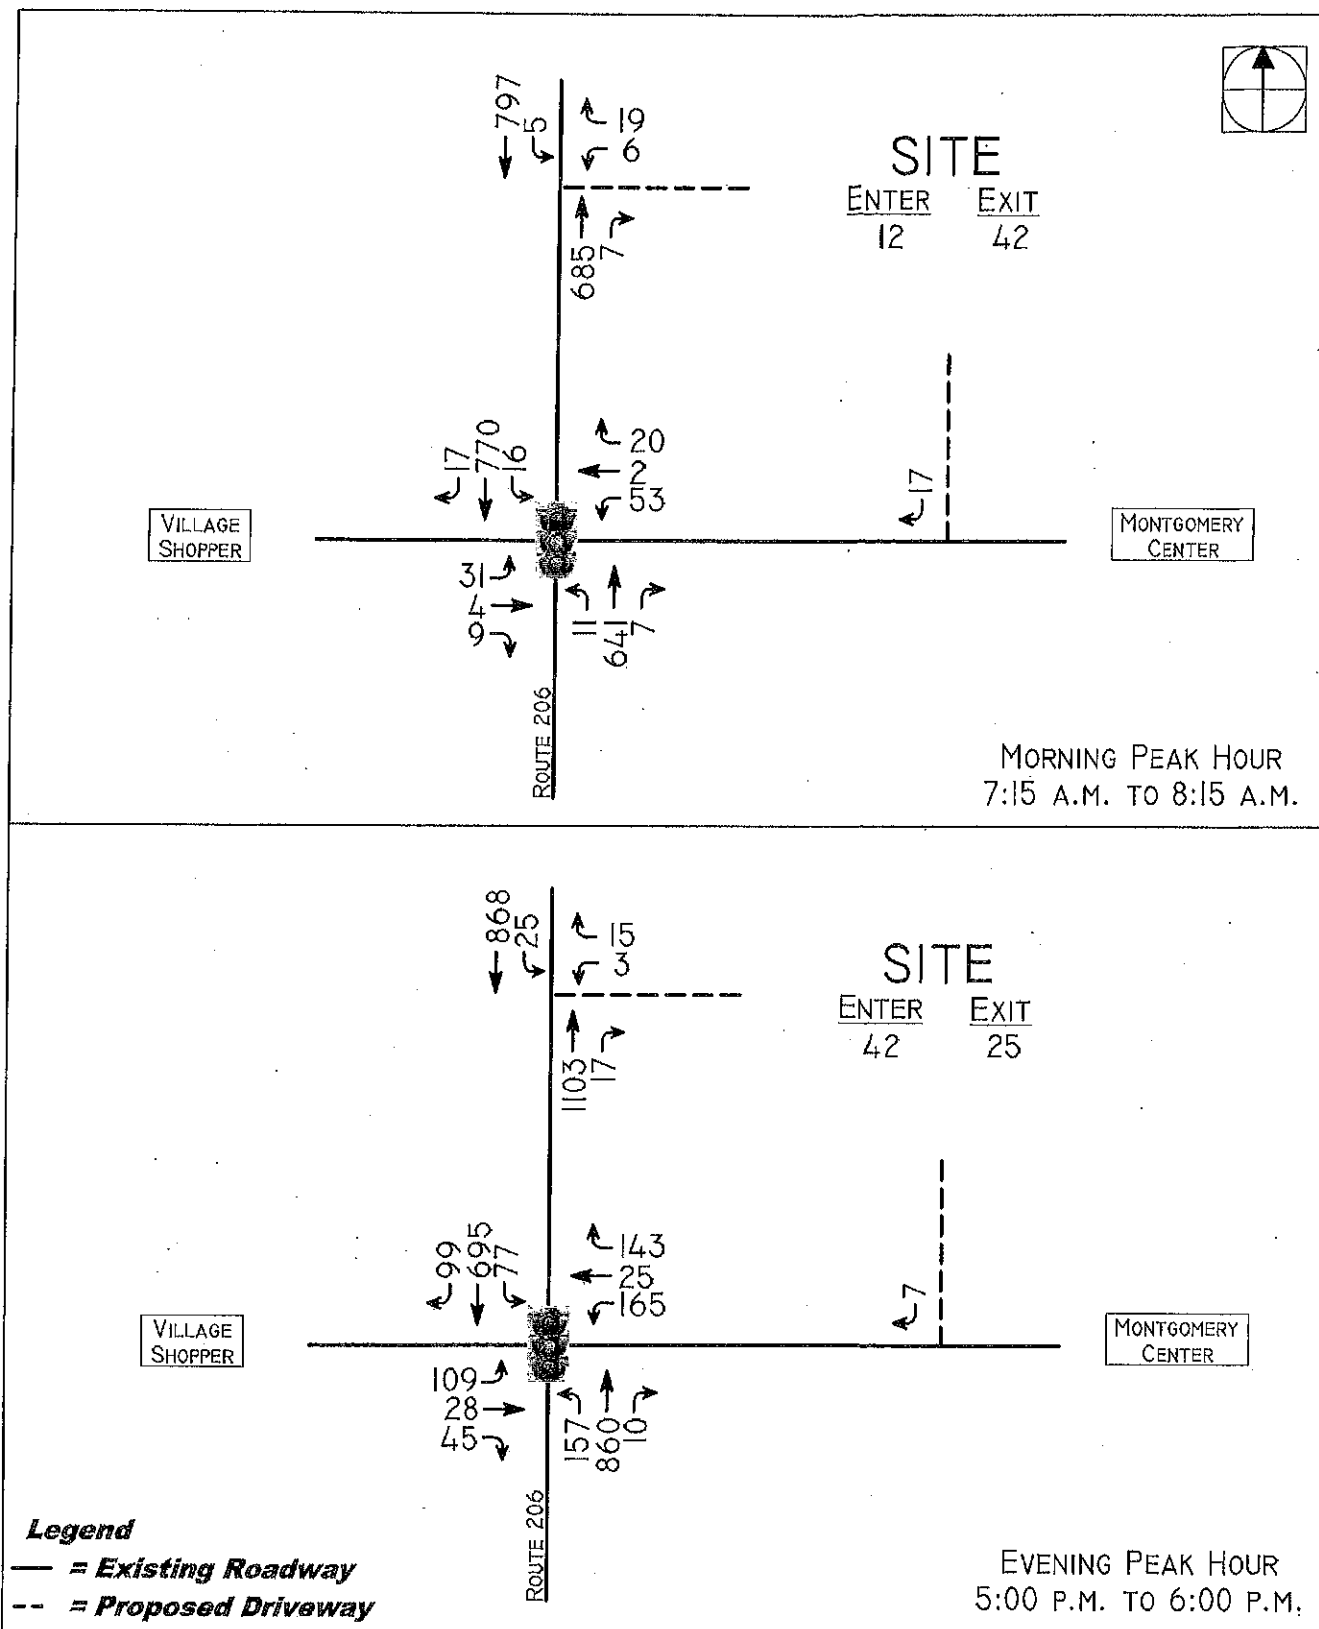 797
5
19
6
SITE
ENTER EXIT
12 42
685
7
17
770
16
20
2
53
17
VILLAGE
SHOPPER
MONTGOMERY
CENTER
31
4
9
11
641
7
ROUTE 206
MORNING PEAK HOUR
7:15 A.M. TO 8:15 A.M.
868
25
15
3
SITE
ENTER EXIT
42 25
1103
17
99
695
77
143
25
165
7
VILLAGE
SHOPPER
MONTGOMERY
CENTER
109
28
45
157
860
10
ROUTE 206
Legend
— = Existing Roadway
-- = Proposed Driveway
EVENING PEAK HOUR
5:00 P.M. TO 6:00 P.M.